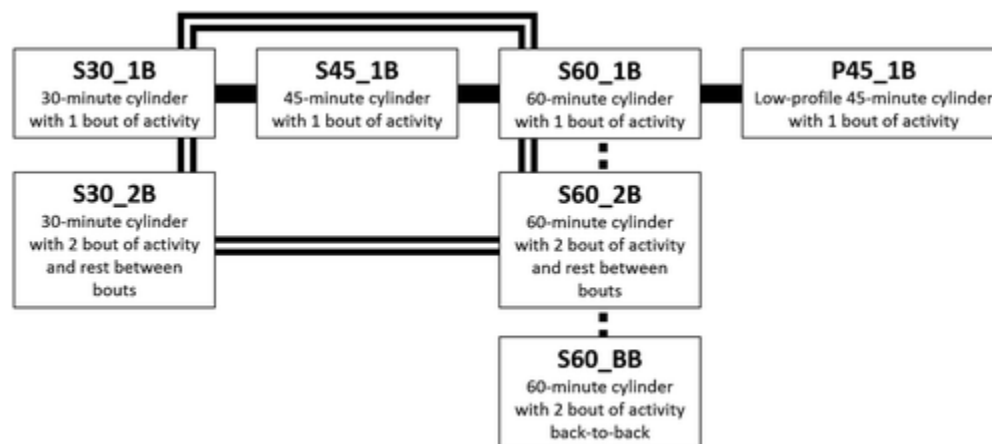 S30_1B
30-minute cylinder
with 1 bout of activity
S45_1B
45-minute cylinder
with 1 bout of activity
S60_1B
60-minute cylinder
with 1 bout of activity
P45_1B
Low-profile 45-minute cylinder
with 1 bout of activity
S30_2B
30-minute cylinder
with 2 bout of activity
and rest between
bouts
S60_2B
60-minute cylinder
with 2 bout of activity
and rest between
bouts
S60_BB
60-minute cylinder
with 2 bout of activity
back-to-back